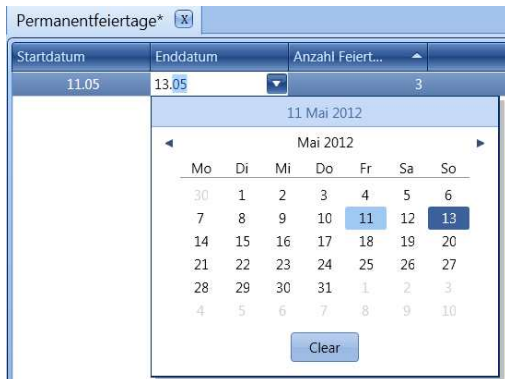 Permanentfeiertage* X
Startdatum Enddatum Anzahl Feiert...
11.05 13.05 3
11 Mai 2012
Mai 2012
Mo Di Mi Do Fr Sa So
30 1 2 3 4 5 6
7 8 9 10 11 12 13
14 15 16 17 18 19 20
21 22 23 24 25 26 27
28 29 30 31 1 2 3
4 5 6 7 8 9 10
Clear